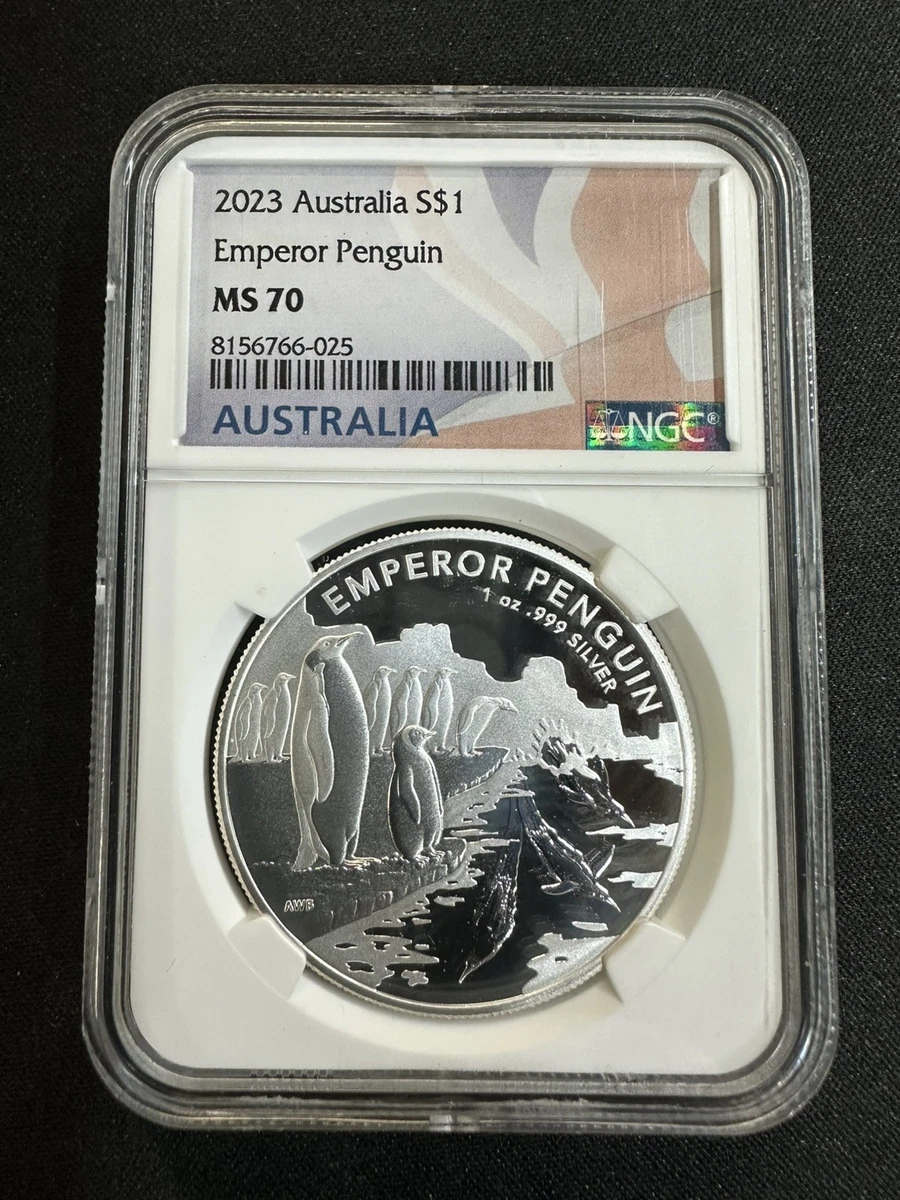 2023 Australia S$1
Emperor Penguin
MS 70
8156766-025
AUSTRALIA
NGC®
EMPEROR PENGUIN
1 oz .999 SILVER
AWB